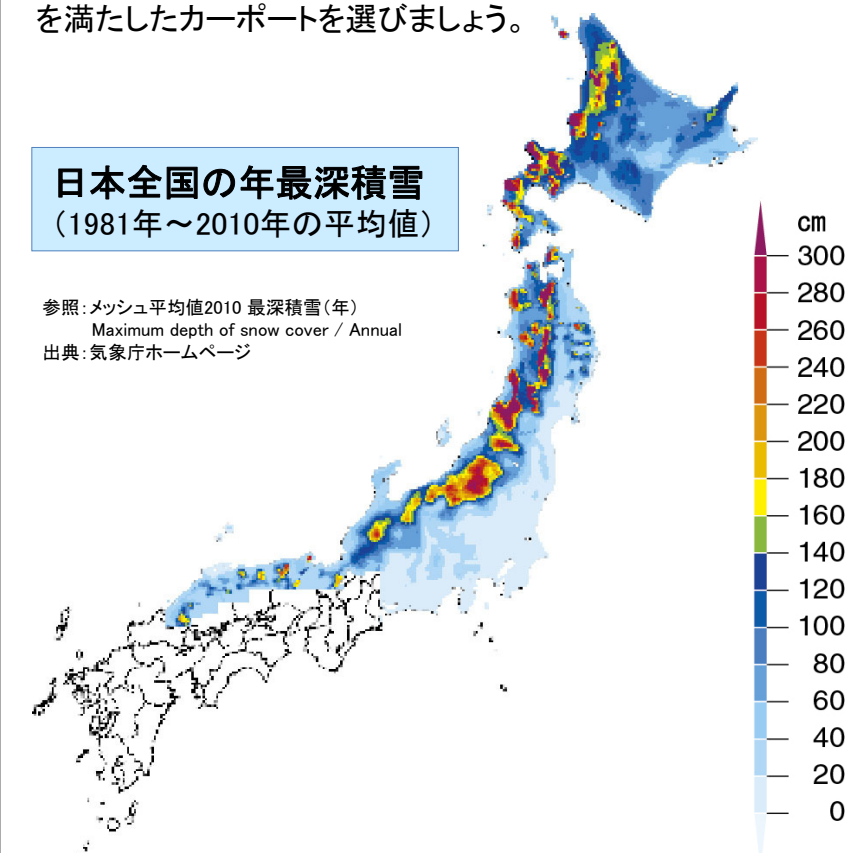 を満たしたカーポートを選びましょう。
日本全国の年最深積雪
（1981年～2010年の平均値）
参照：メッシュ平均値2010 最深積雪（年）
Maximum depth of snow cover / Annual
出典：気象庁ホームページ
cm
300
280
260
240
220
200
180
160
140
120
100
80
60
40
20
0